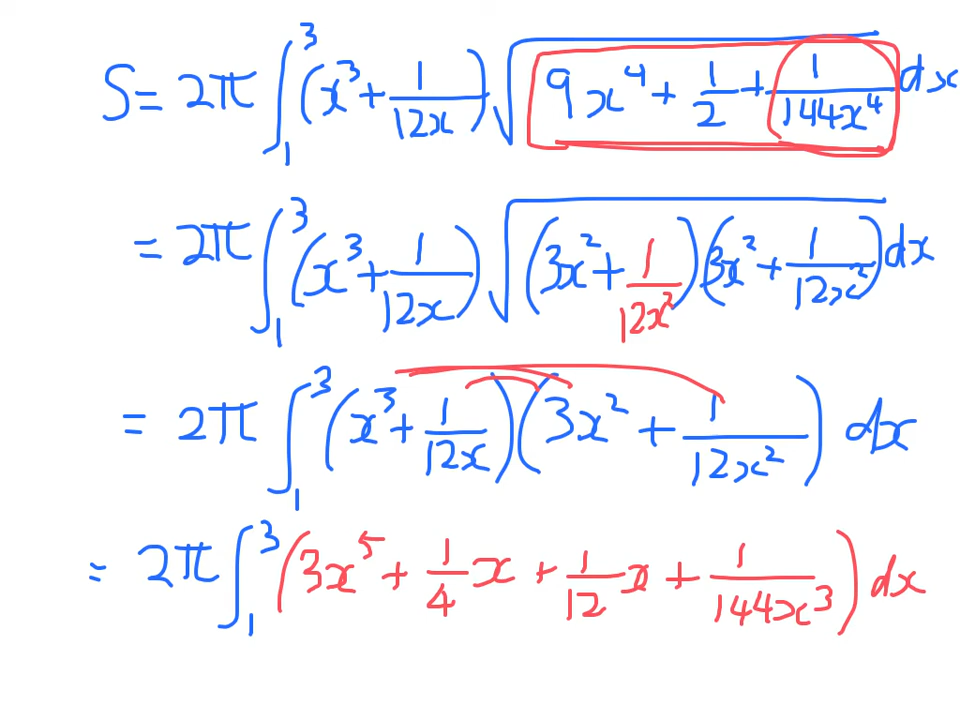 S = 2π ∫₁³ (x³ + 1/(12x)) √(9x⁴ + 1/2 + 1/(144x⁴)) dx
= 2π ∫₁³ (x³ + 1/(12x)) √((3x² + 1/(12x²))(3x² + 1/(12x²))) dx
= 2π ∫₁³ (x³ + 1/(12x))(3x² + 1/(12x²)) dx
= 2π ∫₁³ (3x⁵ + 1/4 x + 1/12 x + 1/(144x³)) dx